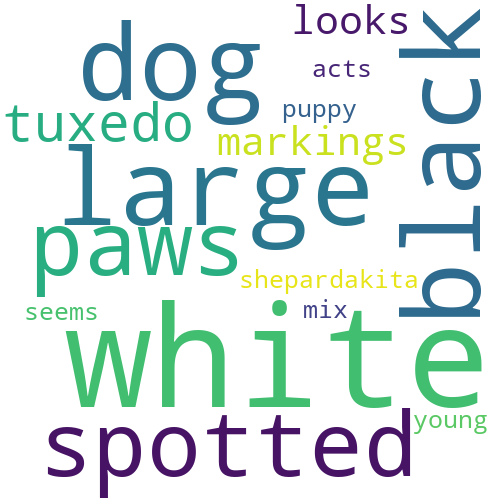 looks
dog
black
acts
puppy
tuxedo
markings
large
paws
shepardakita
seems
mix
white
spotted
young